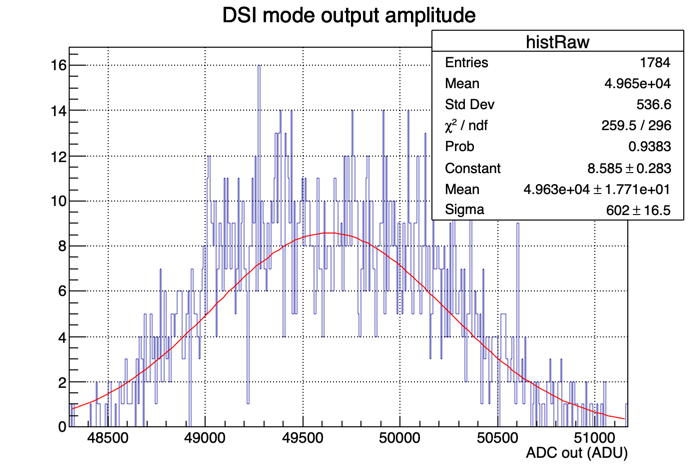 DSI mode output amplitude
histRaw
Entries 1784
Mean 4.965e+04
Std Dev 536.6
χ² / ndf 259.5 / 296
Prob 0.9383
Constant 8.585 ± 0.283
Mean 4.963e+04 ± 1.771e+01
Sigma 602 ± 16.5
16
14
12
10
8
6
4
2
0
48500 49000 49500 50000 50500 51000
ADC out (ADU)